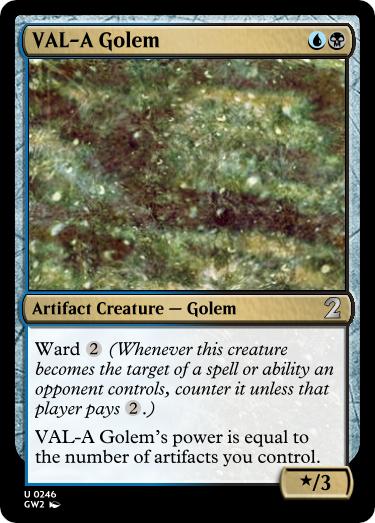 VAL-A Golem
Artifact Creature — Golem
2
Ward 2 (Whenever this creature
becomes the target of a spell or ability an
opponent controls, counter it unless that
player pays 2.)
VAL-A Golem's power is equal to
the number of artifacts you control.
★/3
U 0246
GW2